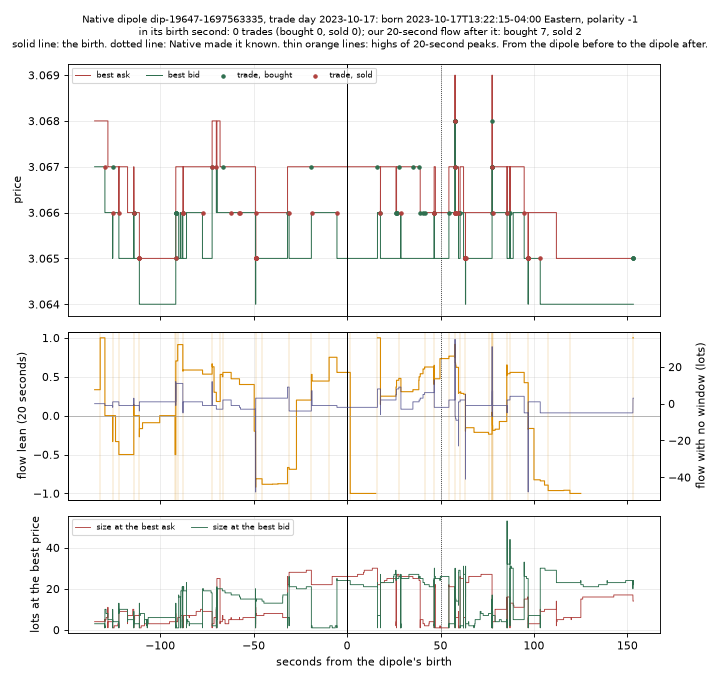 Native dipole dip-19647-1697563335, trade day 2023-10-17: born 2023-10-17T13:22:15-04:00 Eastern, polarity -1
in its birth second: 0 trades (bought 0, sold 0); our 20-second flow after it: bought 7, sold 2
solid line: the birth. dotted line: Native made it known. thin orange lines: highs of 20-second peaks. From the dipole before to the dipole after.
best ask best bid trade, bought trade, sold
3.069
3.068
3.067
3.066
3.065
3.064
price
1.0
0.5
0.0
−0.5
−1.0
flow lean (20 seconds)
20
0
−20
−40
flow with no window (lots)
size at the best ask size at the best bid
40
20
0
lots at the best price
−100 −50 0 50 100 150
seconds from the dipole's birth